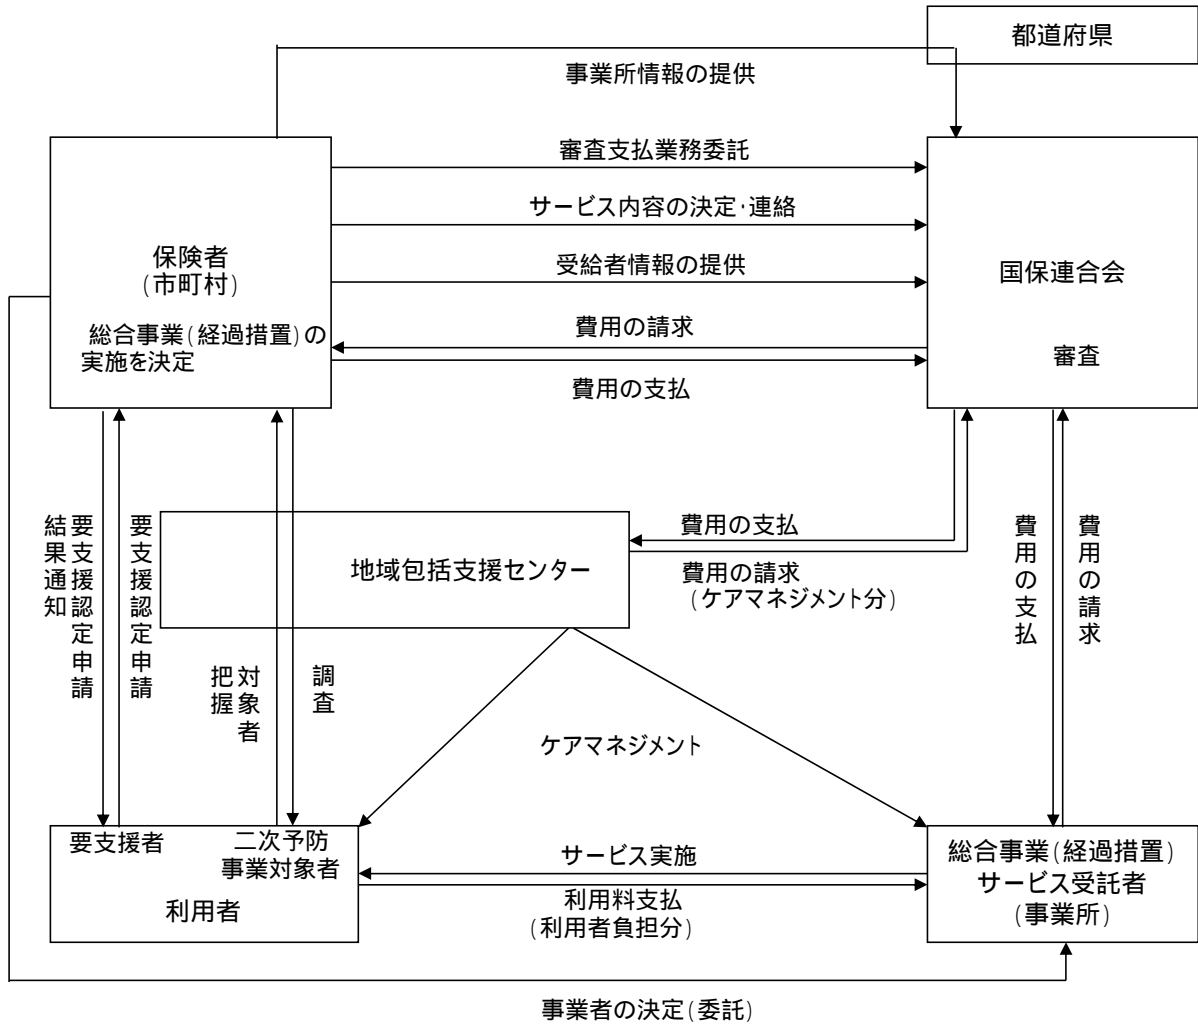 都道府県
事業所情報の提供
審査支払業務委託
サービス内容の決定・連絡
受給者情報の提供
費用の請求
費用の支払
保険者
(市町村)
総合事業(経過措置)の
実施を決定
国保連合会
審査
要支援認定申請
結果通知
要支援認定申請
対象者
把握
調査
地域包括支援センター
費用の支払
費用の請求
(ケアマネジメント分)
費用の支払
費用の請求
ケアマネジメント
要支援者
二次予防
事業対象者
利用者
サービス実施
利用料支払
(利用者負担分)
総合事業(経過措置)
サービス受託者
(事業所)
事業者の決定(委託)